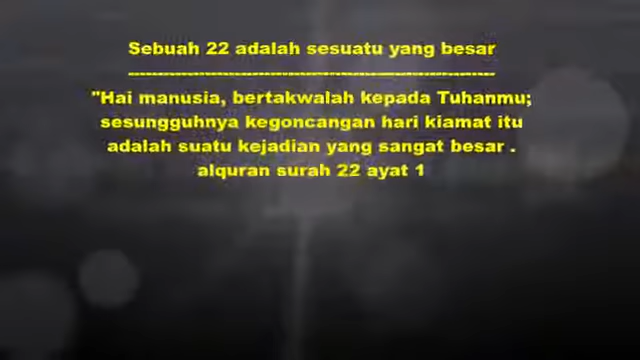 Sebuah 22 adalah sesuatu yang besar
----------------------------------------------------------------
"Hai manusia, bertakwalah kepada Tuhanmu;
sesungguhnya kegoncangan hari kiamat itu
adalah suatu kejadian yang sangat besar .
alquran surah 22 ayat 1